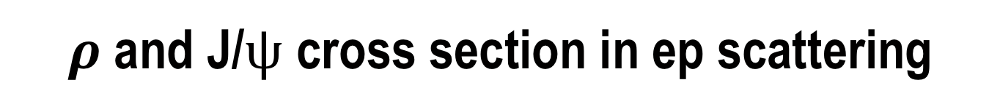 ρ and J/ψ cross section in ep scattering